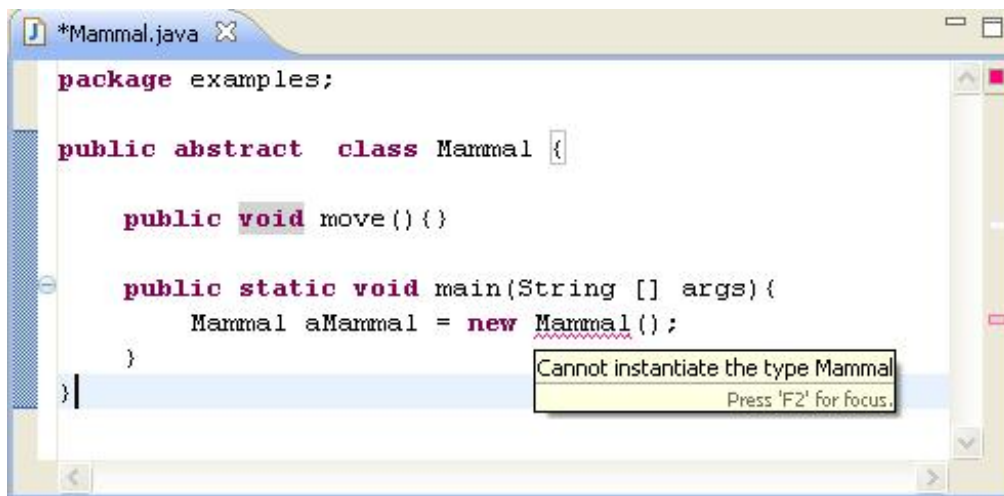 *Mammal.java
package examples;
public abstract  class Mammal {
public void move(){}
public static void main(String [] args){
Mammal aMammal = new Mammal();
}
Cannot instantiate the type Mammal
}
Press 'F2' for focus.